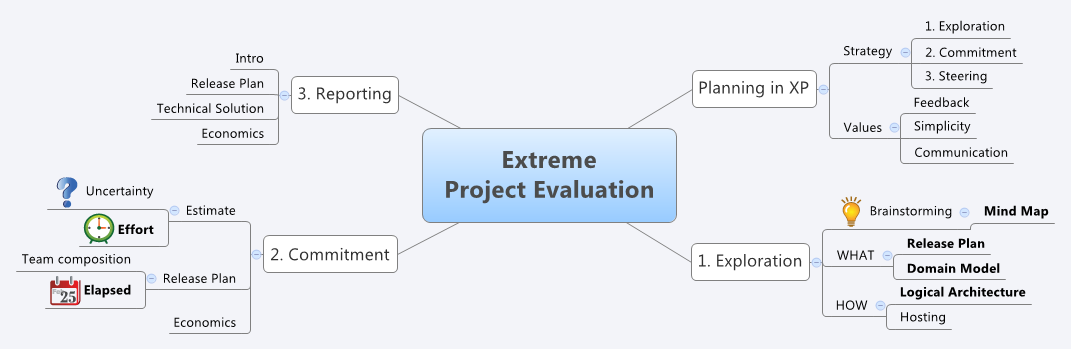 Extreme
Project Evaluation
Planning in XP
Strategy
1. Exploration
2. Commitment
3. Steering
Values
Feedback
Simplicity
Communication
1. Exploration
Brainstorming
Mind Map
WHAT
Release Plan
Domain Model
HOW
Logical Architecture
Hosting
2. Commitment
Estimate
? Uncertainty
Effort
Release Plan
Team composition
25
Elapsed
Economics
3. Reporting
Intro
Release Plan
Technical Solution
Economics